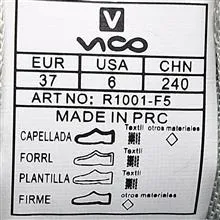 V
VICO
EUR USA CHN
37 6 240
ART NO: R1001-F5
MADE IN PRC
Textil otros materiales
CAPELLADA
Textil
FORRL
Textil
PLANTILLA
otros materiales
FIRME